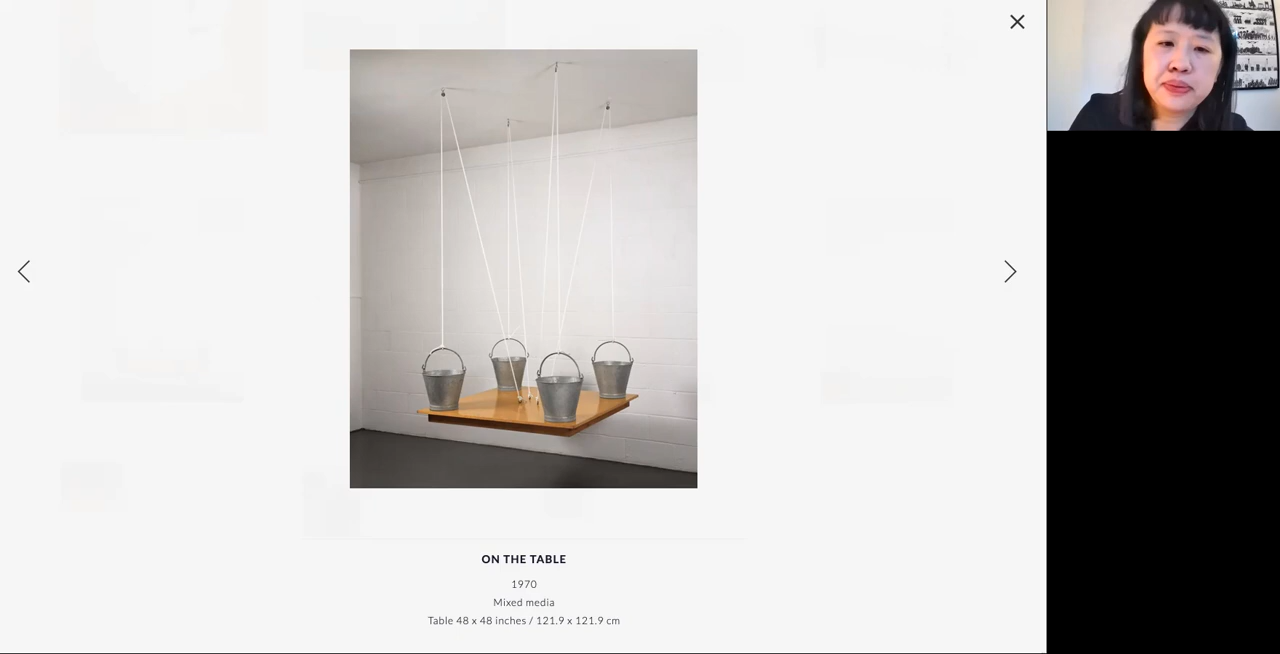 ON THE TABLE
1970
Mixed media
Table 48 x 48 inches / 121.9 x 121.9 cm